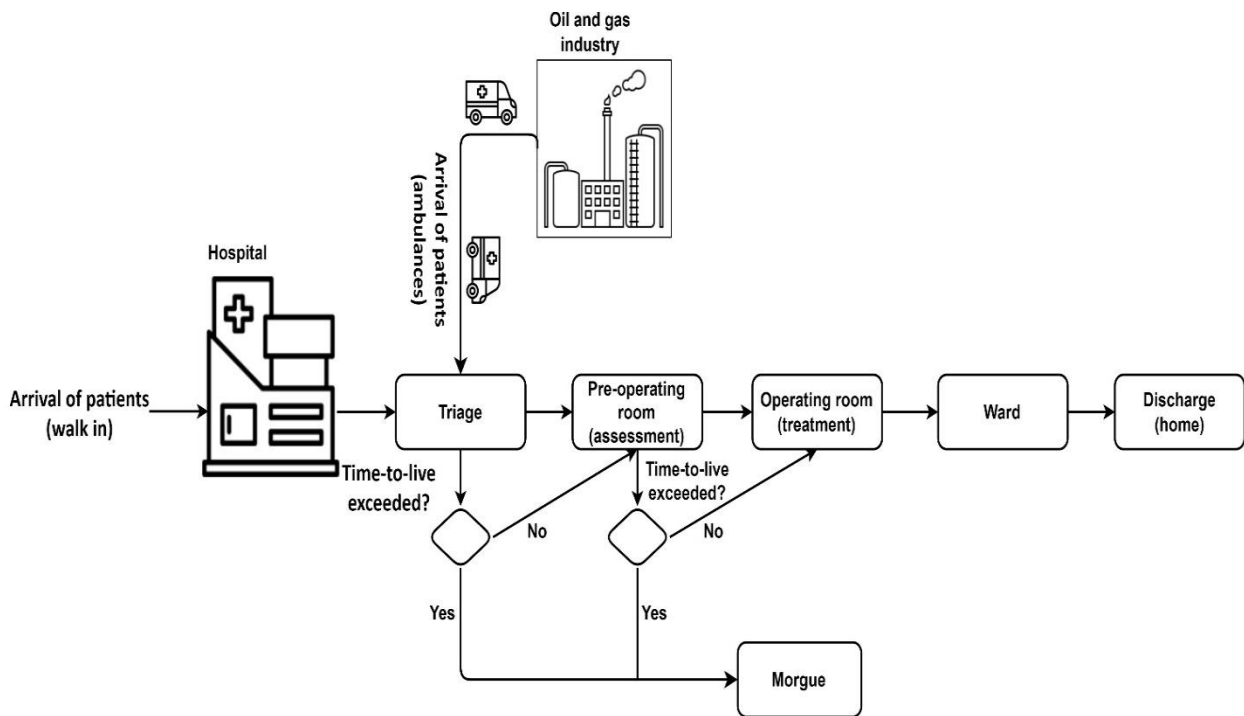 Oil and gas
industry
Arrival of patients
(ambulances)
Hospital
Arrival of patients
(walk in)
Triage
Pre-operating
room
(assessment)
Operating room
(treatment)
Ward
Discharge
(home)
Time-to-live
exceeded?
Time-to-live
exceeded?
No
No
Yes
Yes
Morgue